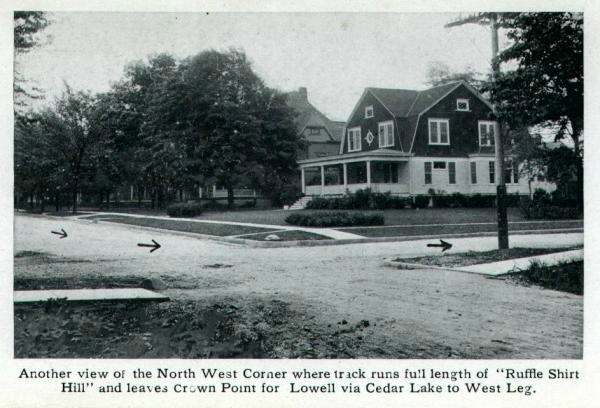 Another view of the North West Corner where track runs full length of "Ruffle Shirt
Hill" and leaves Crown Point for Lowell via Cedar Lake to West Leg.